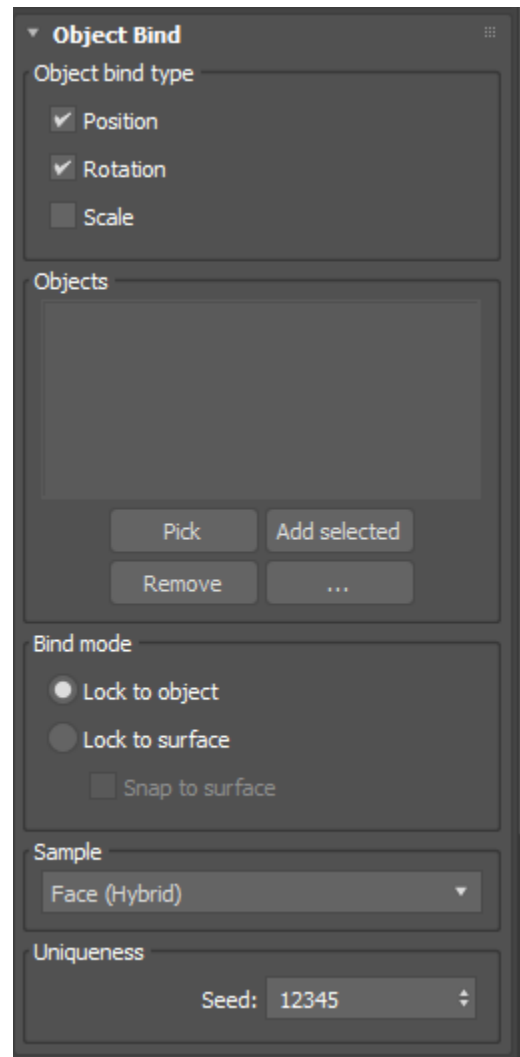 Object Bind
Object bind type
Position
Rotation
Scale
Objects
Pick Add selected
Remove ...
Bind mode
Lock to object
Lock to surface
Snap to surface
Sample
Face (Hybrid)
Uniqueness
Seed: 12345